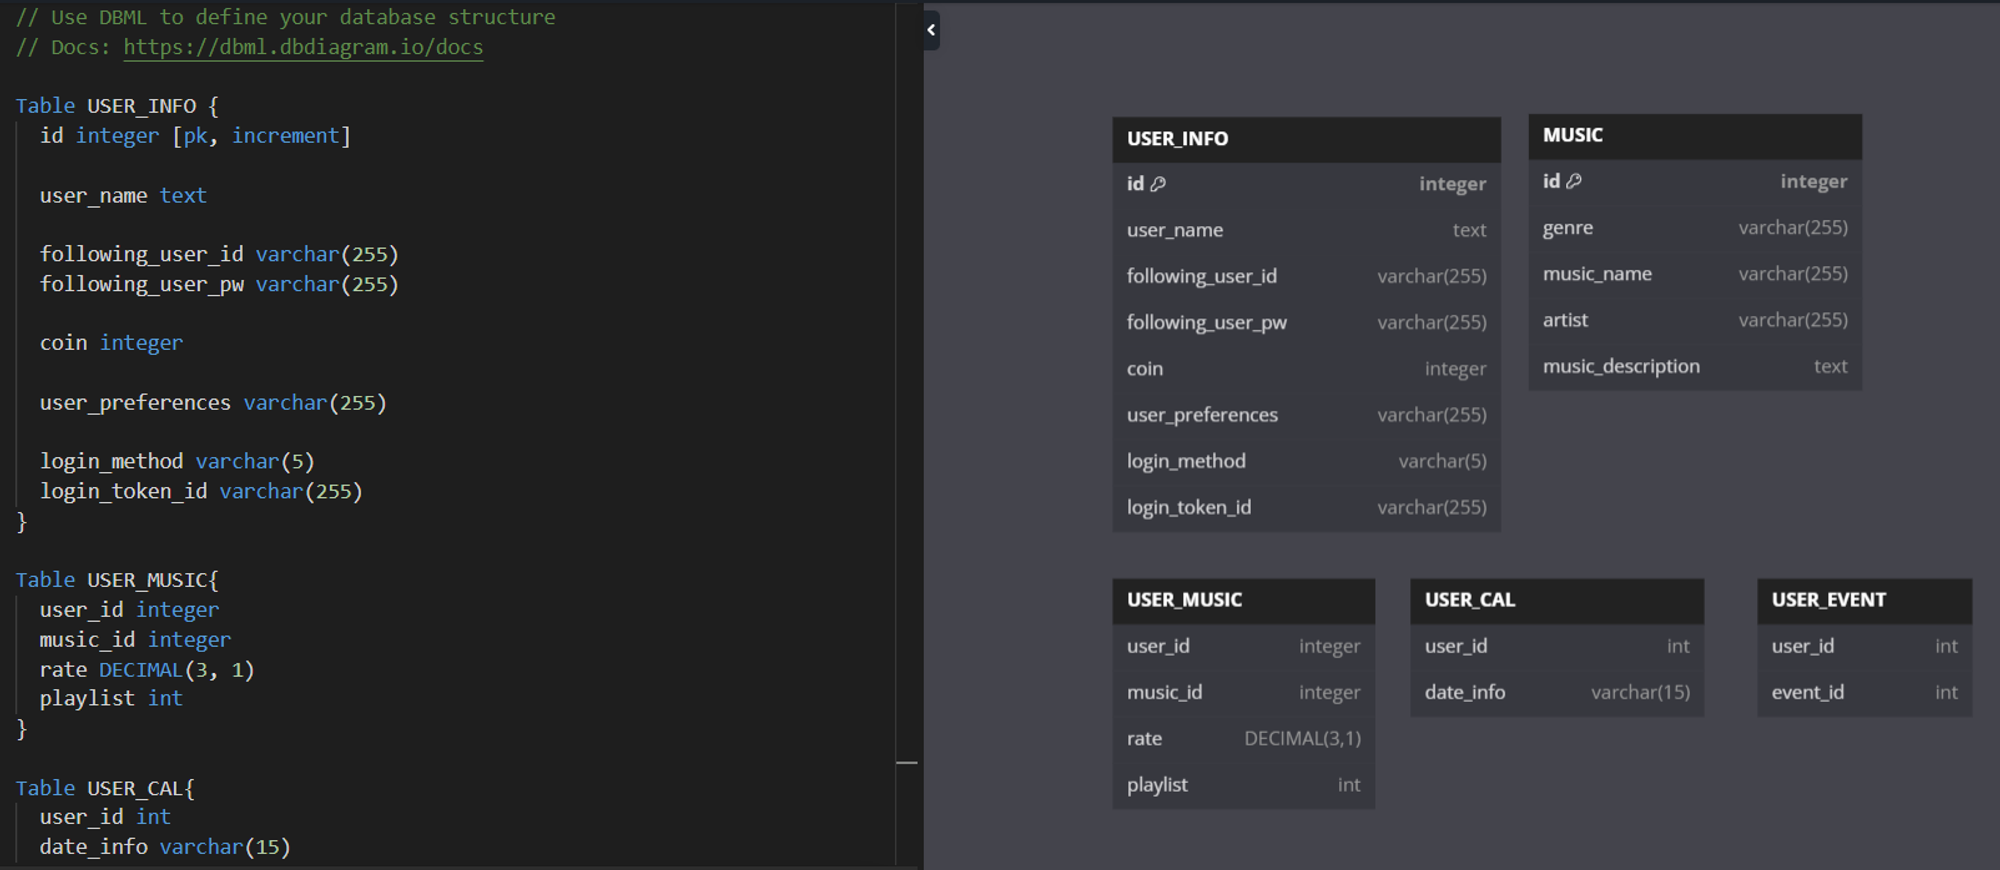 // Use DBML to define your database structure
// Docs: https://dbml.dbdiagram.io/docs
Table USER_INFO {
id integer [pk, increment]
user_name text
following_user_id varchar(255)
following_user_pw varchar(255)
coin integer
user_preferences varchar(255)
login_method varchar(5)
login_token_id varchar(255)
}
Table USER_MUSIC{
user_id integer
music_id integer
rate DECIMAL(3, 1)
playlist int
}
Table USER_CAL{
user_id int
date_info varchar(15)
USER_INFO
id integer
user_name text
following_user_id varchar(255)
following_user_pw varchar(255)
coin integer
user_preferences varchar(255)
login_method varchar(5)
login_token_id varchar(255)
MUSIC
id integer
genre varchar(255)
music_name varchar(255)
artist varchar(255)
music_description text
USER_MUSIC
user_id integer
music_id integer
rate DECIMAL(3,1)
playlist int
USER_CAL
user_id int
date_info varchar(15)
USER_EVENT
user_id int
event_id int